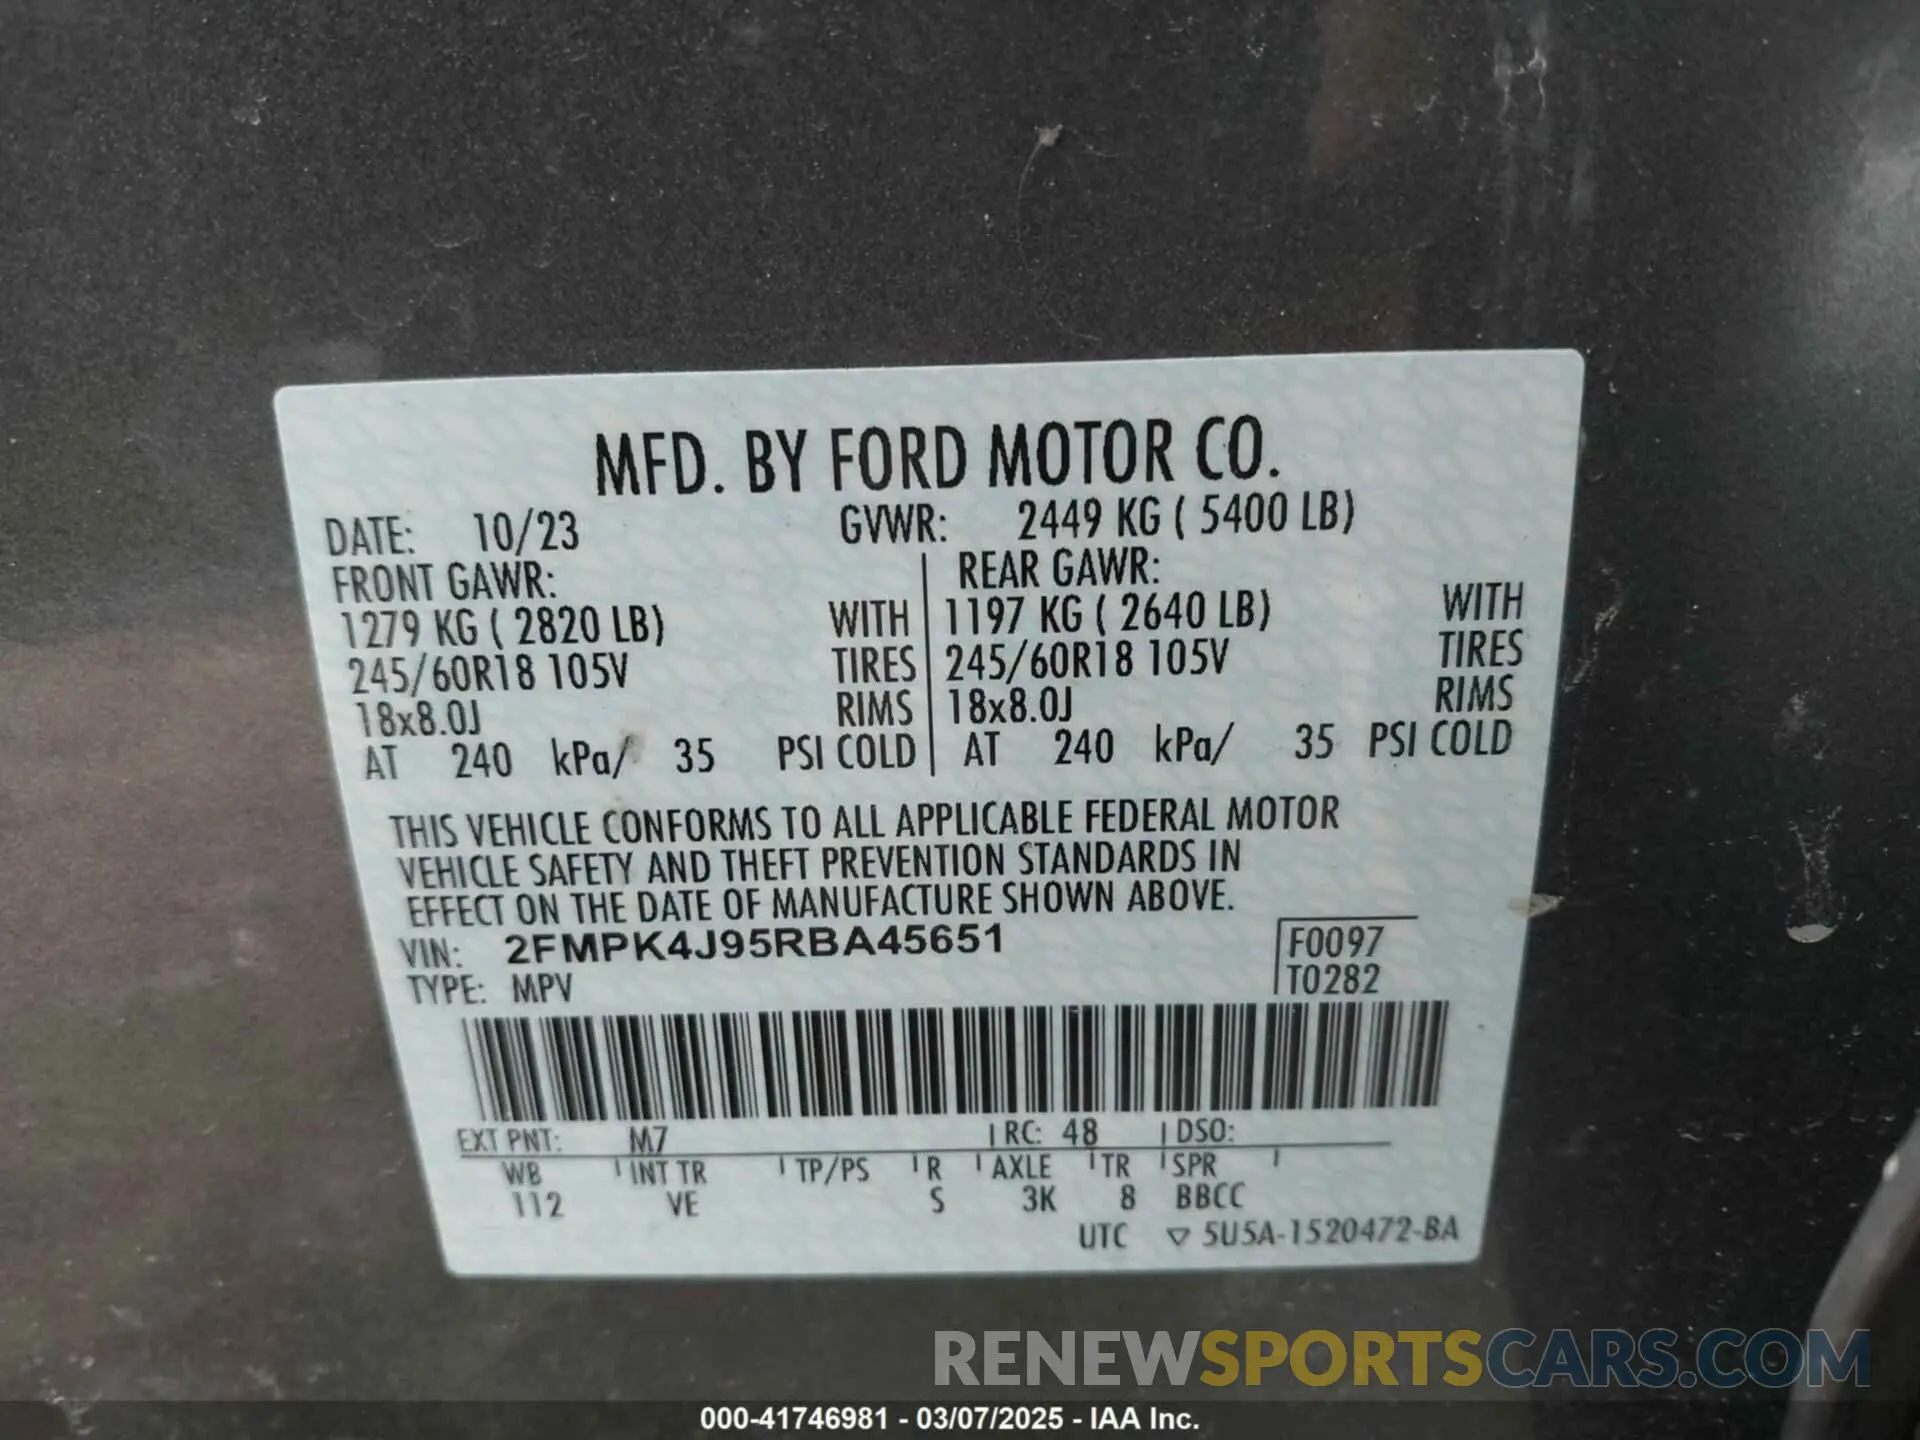 MFD. BY FORD MOTOR CO.
DATE: 10/23 GVWR: 2449 KG ( 5400 LB)
FRONT GAWR: REAR GAWR:
1279 KG ( 2820 LB) WITH 1197 KG ( 2640 LB) WITH
245/60R18 105V TIRES 245/60R18 105V TIRES
18x8.0J RIMS 18x8.0J RIMS
AT 240 kPa/ 35 PSI COLD AT 240 kPa/ 35 PSI COLD
THIS VEHICLE CONFORMS TO ALL APPLICABLE FEDERAL MOTOR
VEHICLE SAFETY AND THEFT PREVENTION STANDARDS IN
EFFECT ON THE DATE OF MANUFACTURE SHOWN ABOVE.
VIN: 2FMPK4J95RBA45651 F0097
TYPE: MPV T0282
EXT PNT: M7 RC: 48 DSO:
WB INT TR TP/PS R AXLE TR SPR
112 VE S 3K 8 BBCC
UTC ▽ 5U5A-1520472-BA
RENEWSPORTSCARS.COM
000-41746981 - 03/07/2025 - IAA Inc.